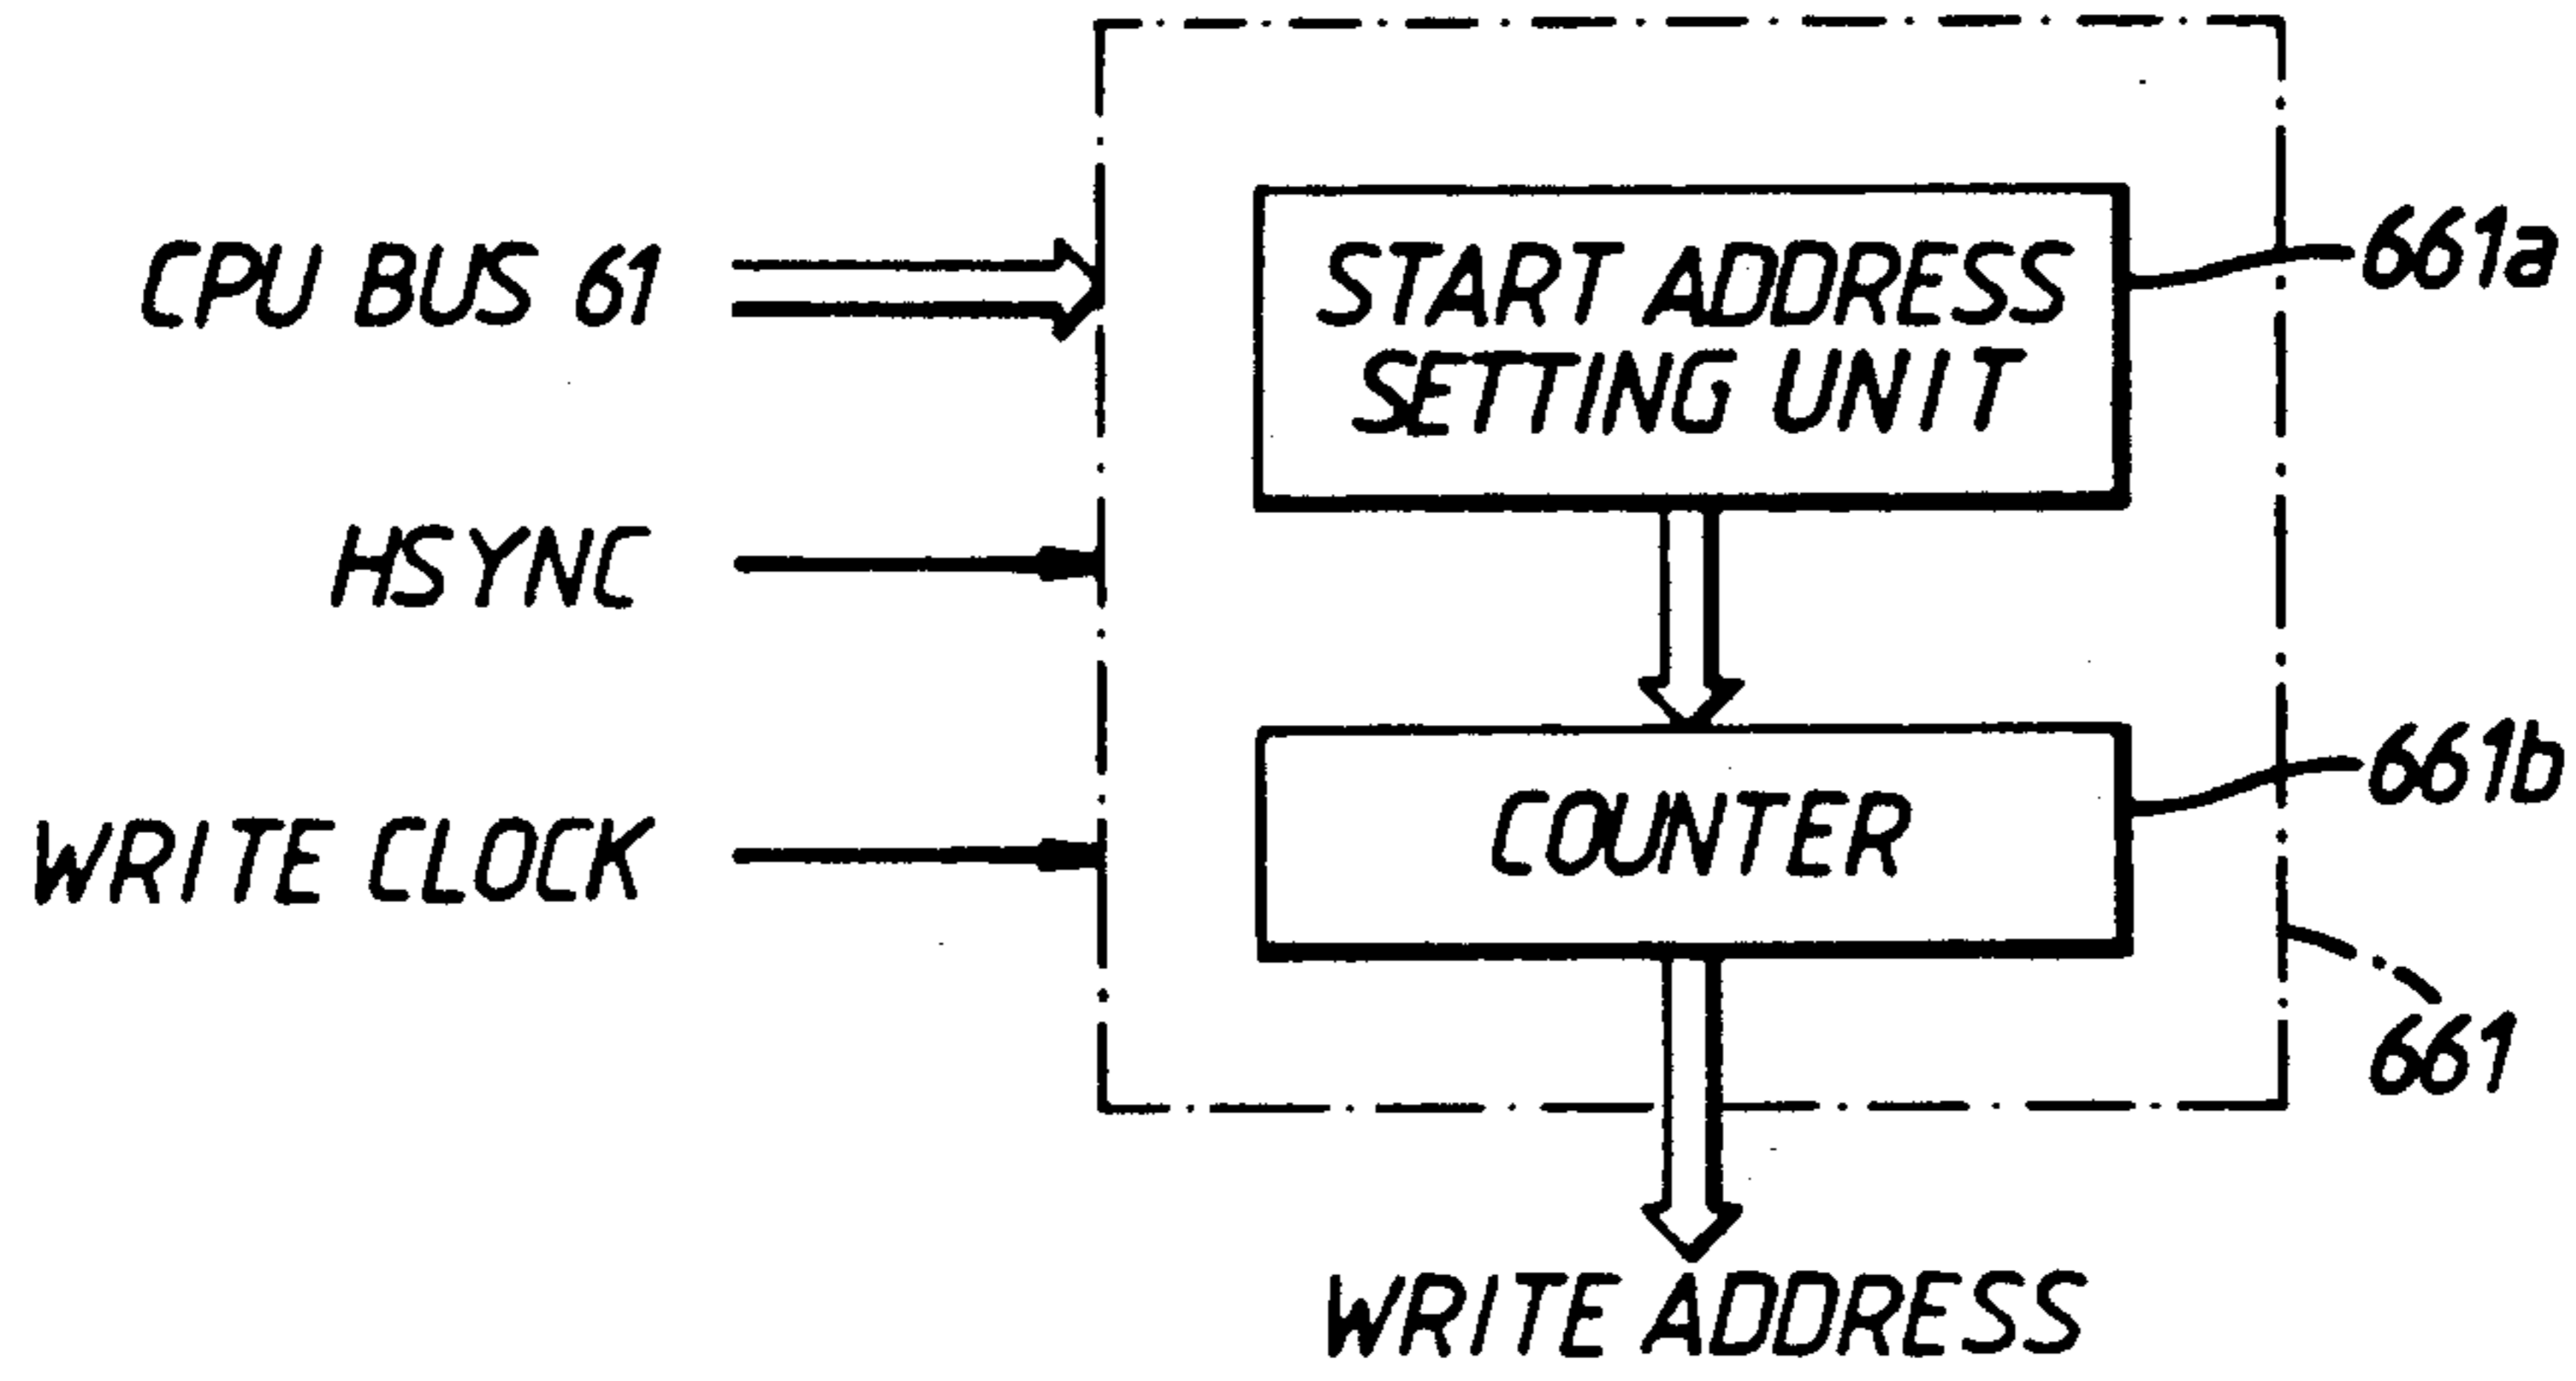 CPU BUS 61
HSYNC
WRITE CLOCK
START ADDRESS
SETTING UNIT
661a
COUNTER
661b
661
WRITE ADDRESS